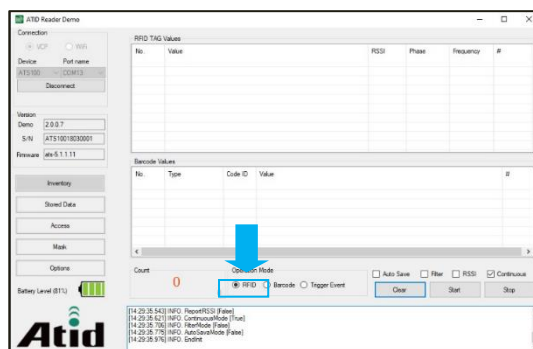 ATID Reader Demo
Connection
VCP WiFi
Device Port name
ATS100 COM13
Disconnect
Version
Demo 2.0.0.7
S/N ATS10018030001
Firmware ats-5.1.1.11
Inventory
Stored Data
Access
Mask
Options
Battery Level (81%)
Atid
RFID TAG Values
No. Value RSSI Phase Frequency #
Barcode Values
No. Type Code ID Value #
Count
0
Operation Mode
RFID Barcode Tripper Event
Auto Save Filter RSSI Continuous
Clear Start Stop
[14:29:35.543] INFO. ReportRSSI [False]
[14:29:35.621] INFO. ContinuousMode [True]
[14:29:35.706] INFO. FilterMode [False]
[14:29:35.775] INFO. AutoSaveMode [False]
[14:29:35.976] INFO. EndInit